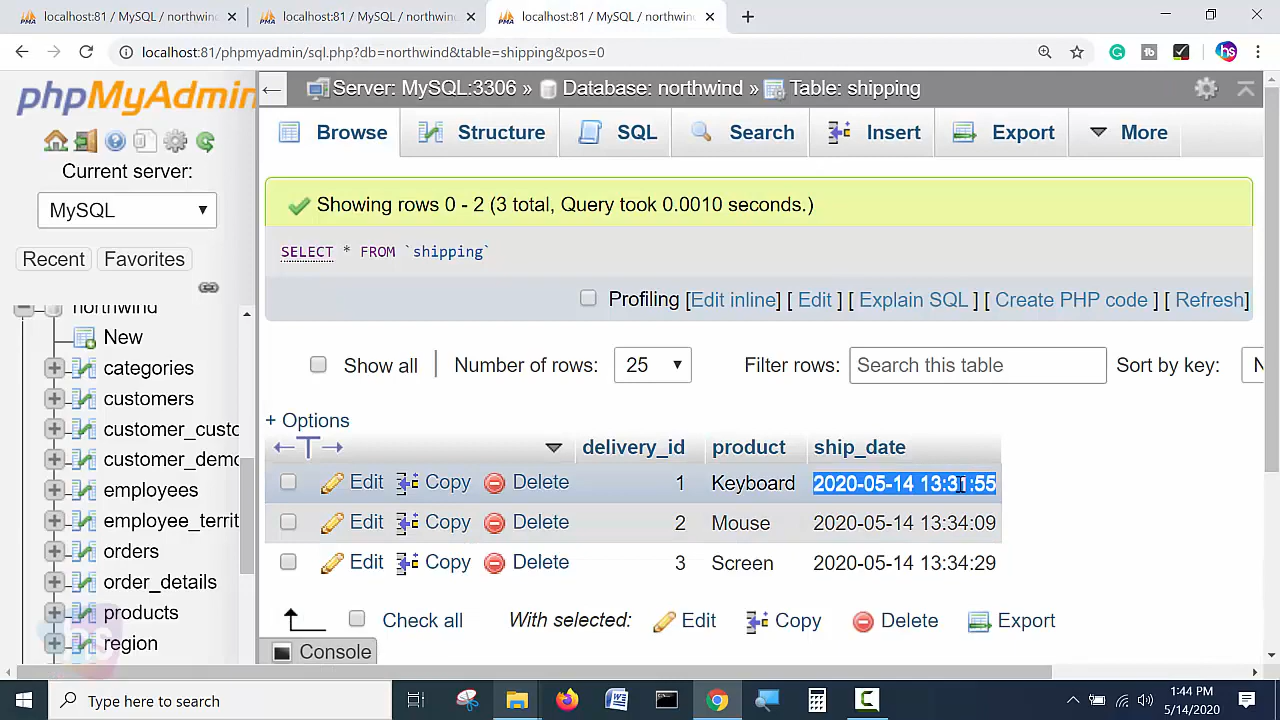 localhost:81 / MySQL / northwind
localhost:81 / MySQL / northwind
localhost:81 / MySQL / northwind
localhost:81/phpmyadmin/sql.php?db=northwind&table=shipping&pos=0
phpMyAdmin
Server: MySQL:3306 » Database: northwind » Table: shipping
Browse Structure SQL Search Insert Export More
Current server:
MySQL
Recent Favorites
northwind
New
categories
customers
customer_custo
customer_demo
employees
employee_territ
orders
order_details
products
region
Showing rows 0 - 2 (3 total, Query took 0.0010 seconds.)
SELECT * FROM `shipping`
Profiling [Edit inline] [ Edit ] [ Explain SQL ] [ Create PHP code ] [ Refresh]
Show all Number of rows: 25 Filter rows: Search this table Sort by key: N
+ Options
delivery_id product ship_date
Edit Copy Delete 1 Keyboard 2020-05-14 13:31:55
Edit Copy Delete 2 Mouse 2020-05-14 13:34:09
Edit Copy Delete 3 Screen 2020-05-14 13:34:29
Check all With selected: Edit Copy Delete Export
Console
Type here to search
1:44 PM
5/14/2020